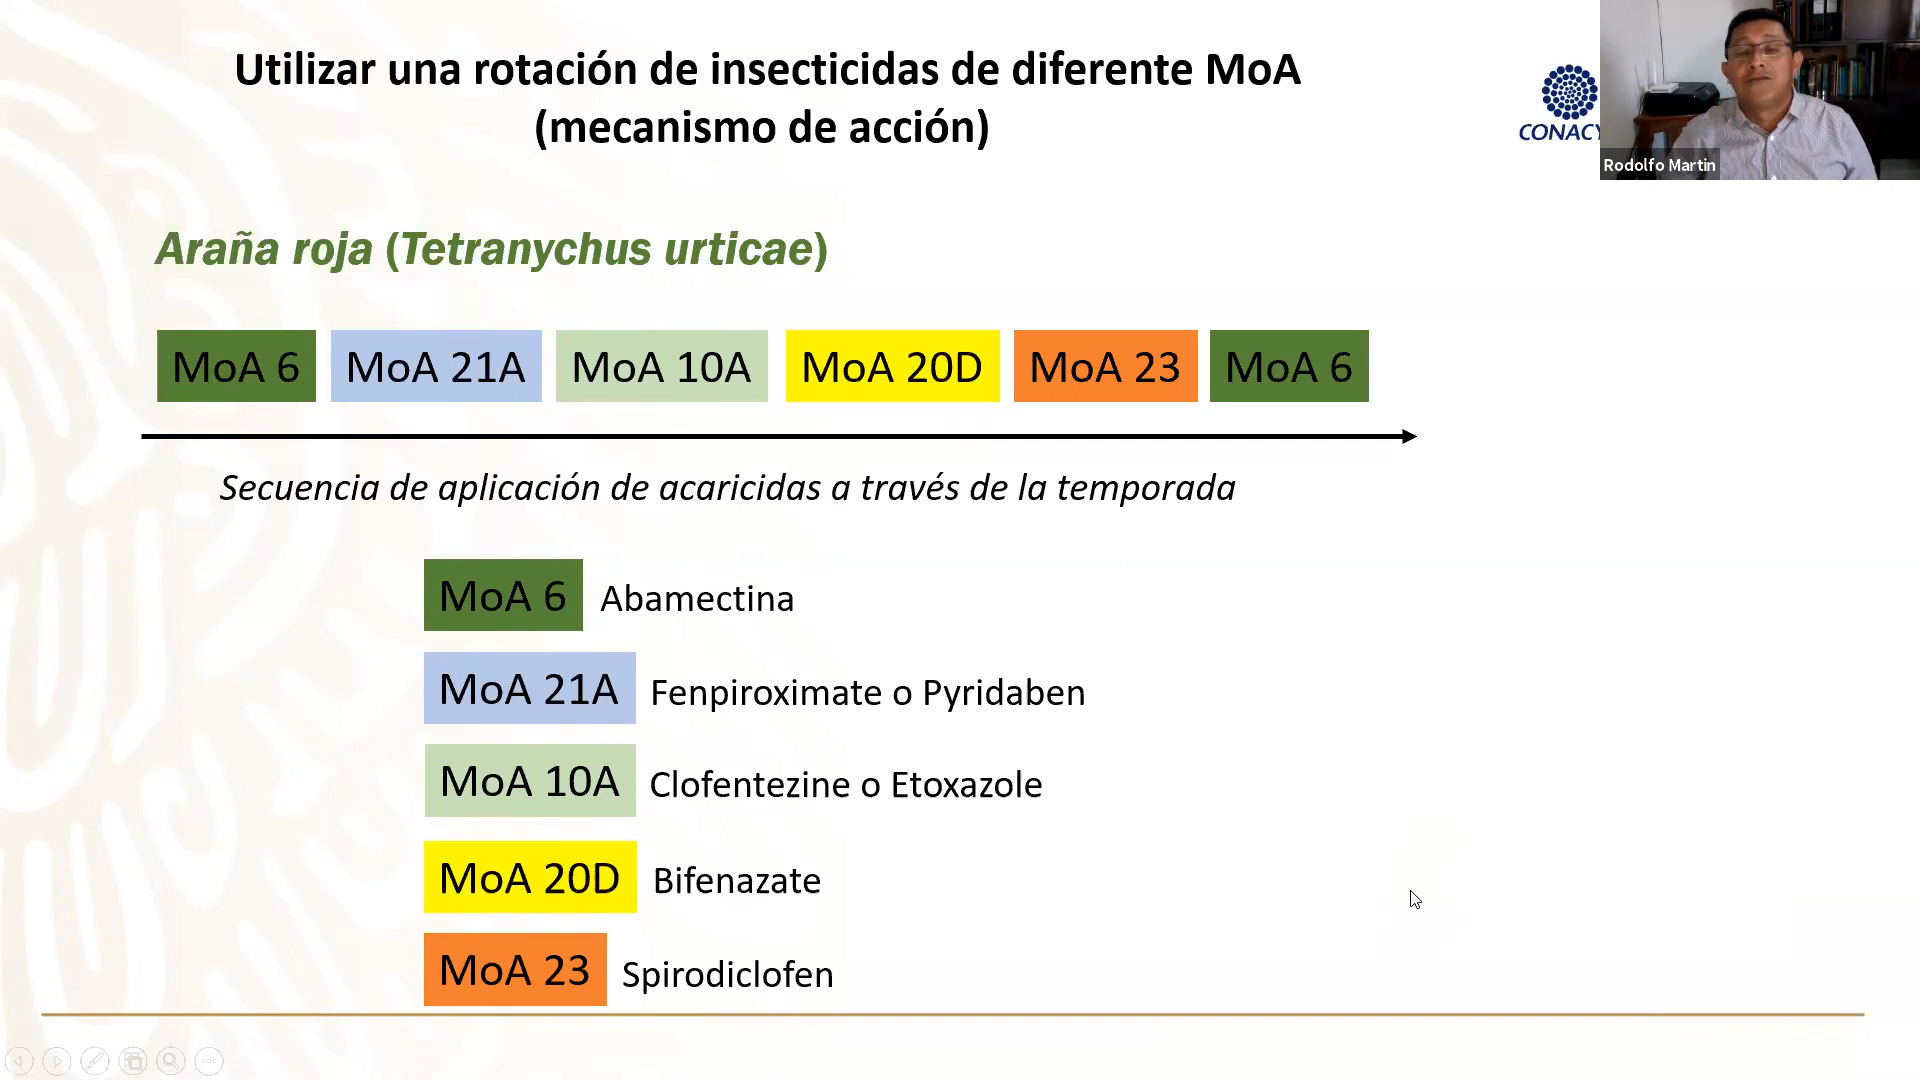 Utilizar una rotación de insecticidas de diferente MoA
(mecanismo de acción)
CONACY
Rodolfo Martin
Araña roja (Tetranychus urticae)
MoA 6 MoA 21A MoA 10A MoA 20D MoA 23 MoA 6
Secuencia de aplicación de acaricidas a través de la temporada
MoA 6 Abamectina
MoA 21A Fenpiroximate o Pyridaben
MoA 10A Clofentezine o Etoxazole
MoA 20D Bifenazate
MoA 23 Spirodiclofen